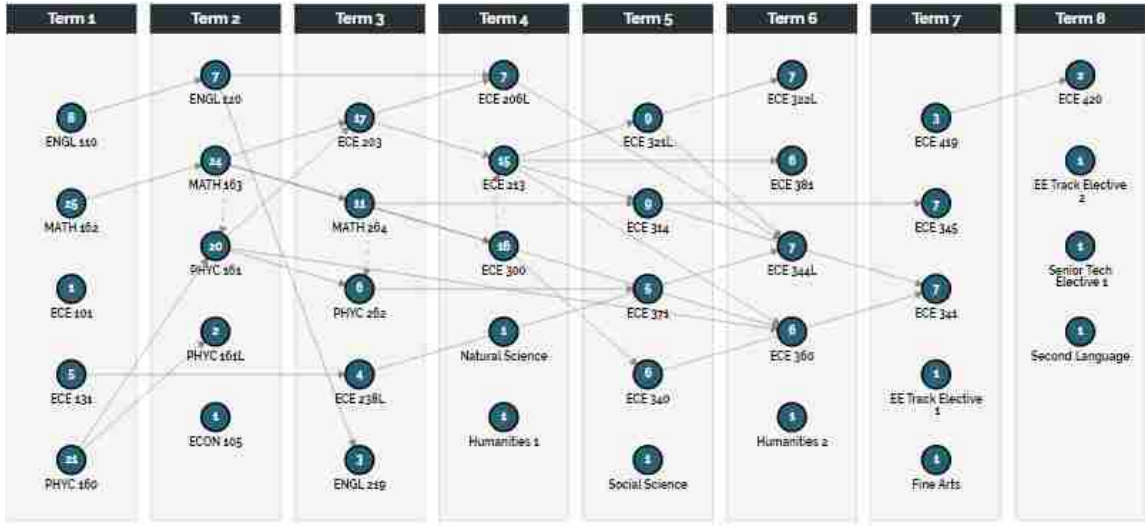 Term 1
8
ENGL 110
25
MATH 162
1
ECE 101
5
ECE 131
21
PHYC 160
Term 2
7
ENGL 120
24
MATH 163
20
PHYC 161
2
PHYC 161L
1
ECON 105
Term 3
17
ECE 203
11
MATH 264
6
PHYC 262
4
ECE 238L
3
ENGL 219
Term 4
7
ECE 206L
15
ECE 213
16
ECE 300
1
Natural Science
1
Humanities 1
Term 5
9
ECE 321L
9
ECE 314
5
ECE 371
6
ECE 340
1
Social Science
Term 6
7
ECE 322L
6
ECE 381
7
ECE 344L
6
ECE 360
1
Humanities 2
Term 7
3
ECE 419
7
ECE 345
7
ECE 341
1
EE Track Elective
1
1
Fine Arts
Term 8
2
ECE 420
1
EE Track Elective
2
1
Senior Tech
Elective 1
1
Second Language